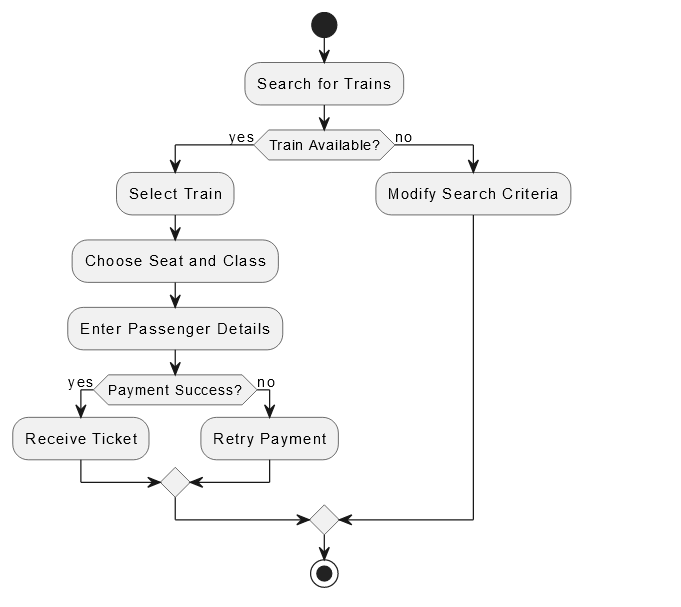 Search for Trains
yes
Train Available?
no
Select Train
Modify Search Criteria
Choose Seat and Class
Enter Passenger Details
yes
Payment Success?
no
Receive Ticket
Retry Payment